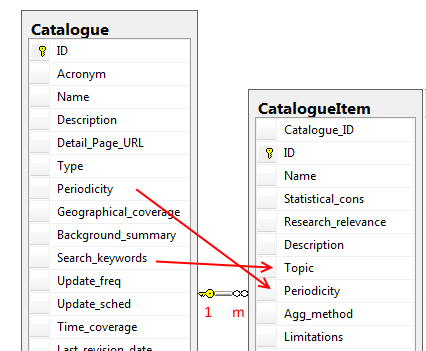 Catalogue
ID
Acronym
Name
Description
Detail_Page_URL
Type
Periodicity
Geographical_coverage
Background_summary
Search_keywords
Update_freq
Update_sched
Time_coverage
Last_revision_date
1 m
CatalogueItem
Catalogue_ID
ID
Name
Statistical_cons
Research_relevance
Description
Topic
Periodicity
Agg_method
Limitations